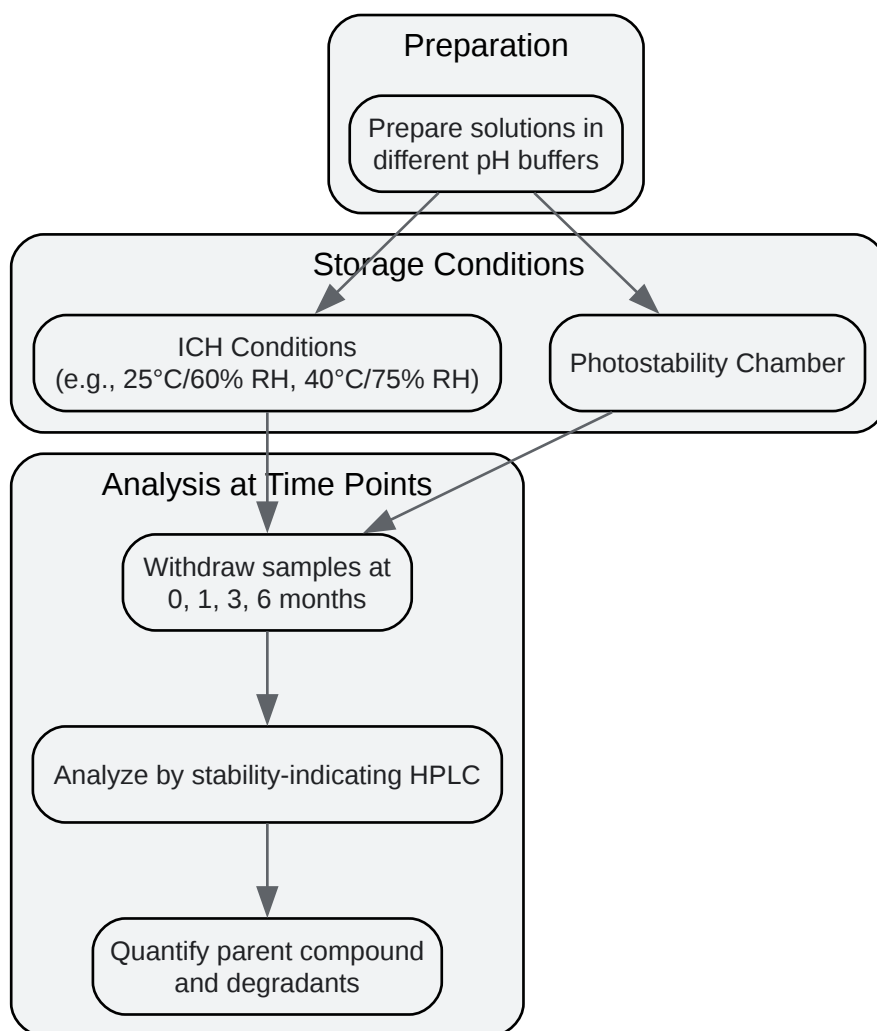 Preparation
Prepare solutions in
different pH buffers
Storage Conditions
ICH Conditions
(e.g., 25°C/60% RH, 40°C/75% RH)
Photostability Chamber
Analysis at Time Points
Withdraw samples at
0, 1, 3, 6 months
Analyze by stability-indicating HPLC
Quantify parent compound
and degradants